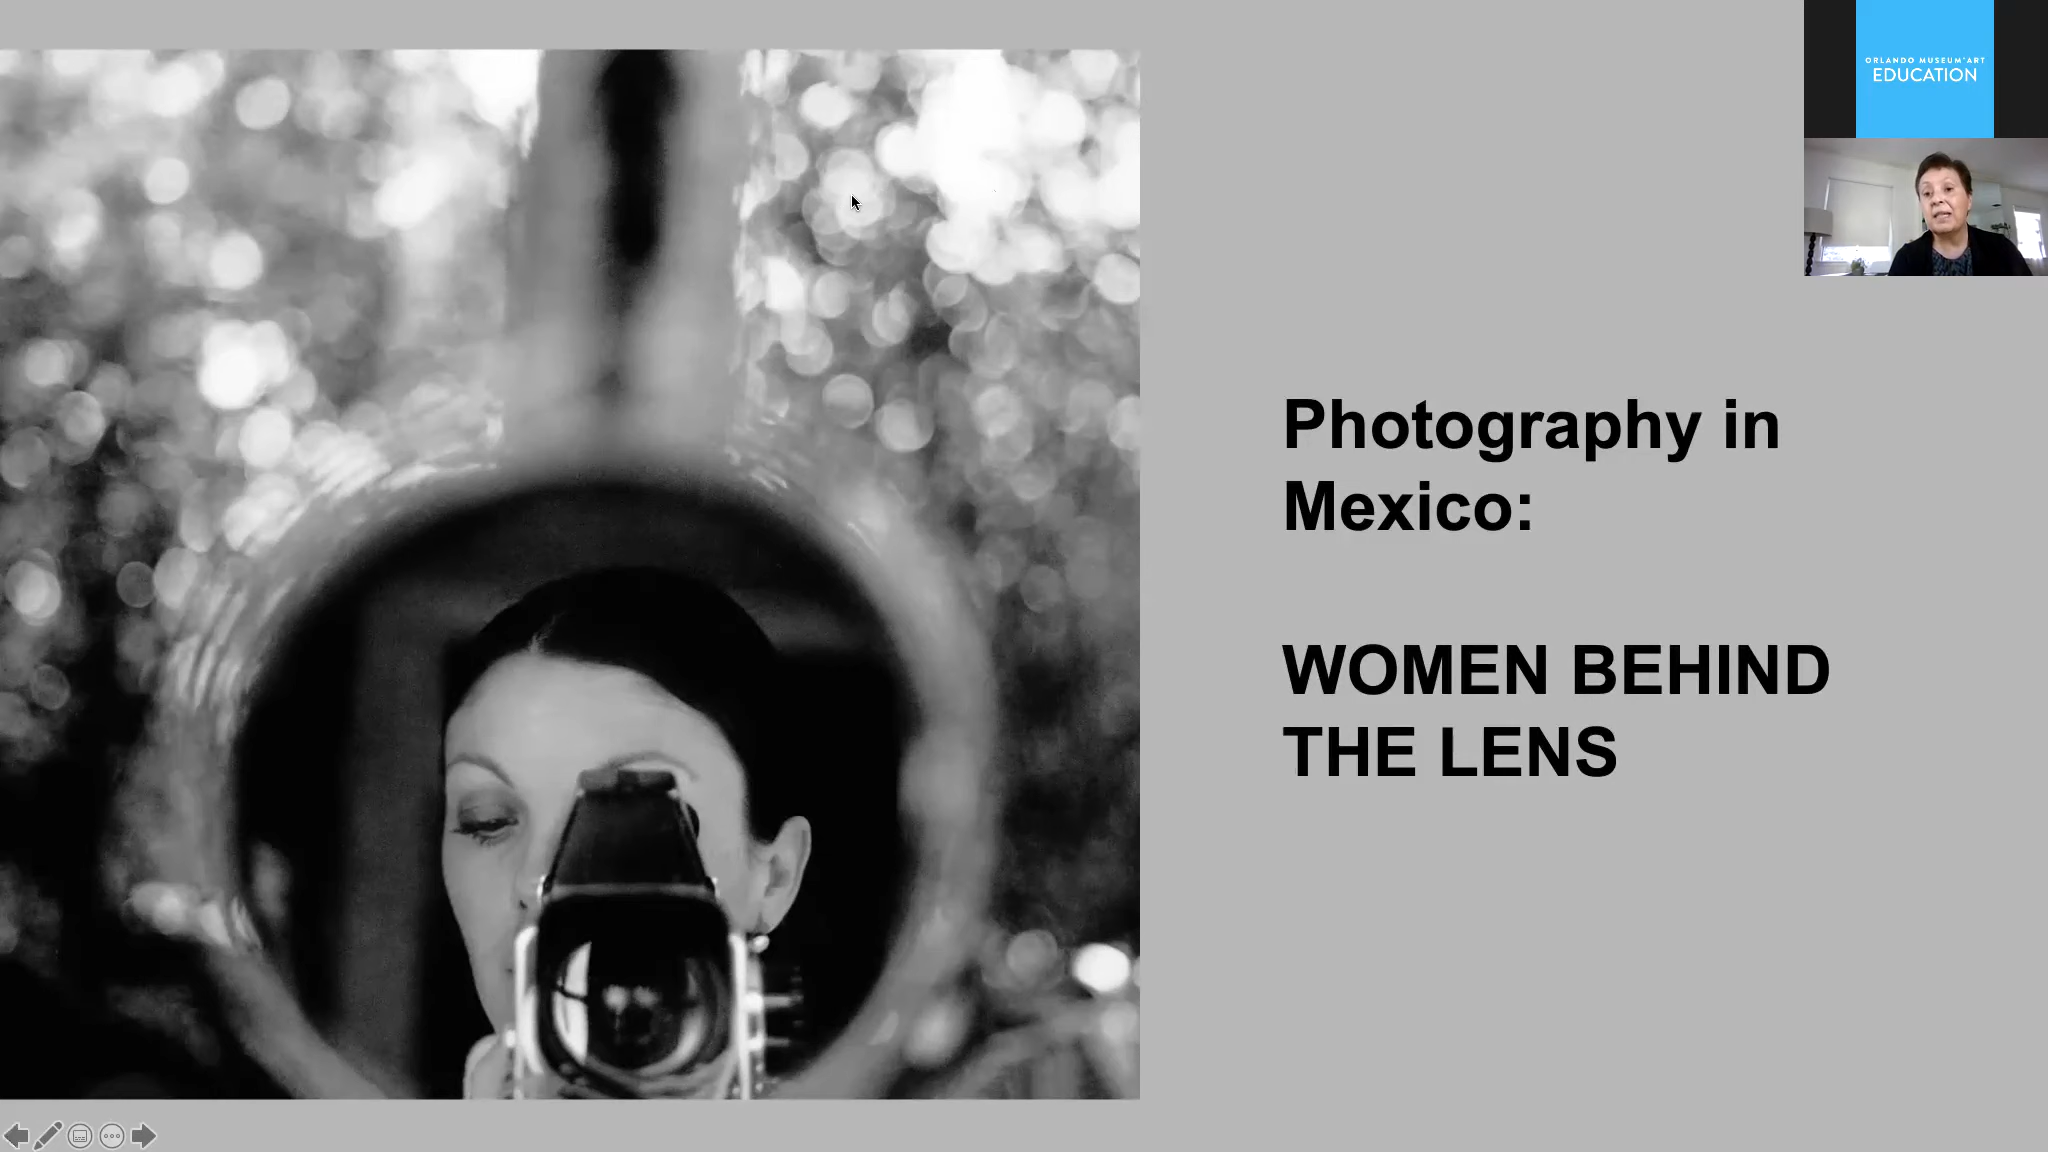 ORLANDO MUSEUM OF ART
EDUCATION
Photography in
Mexico:
WOMEN BEHIND
THE LENS